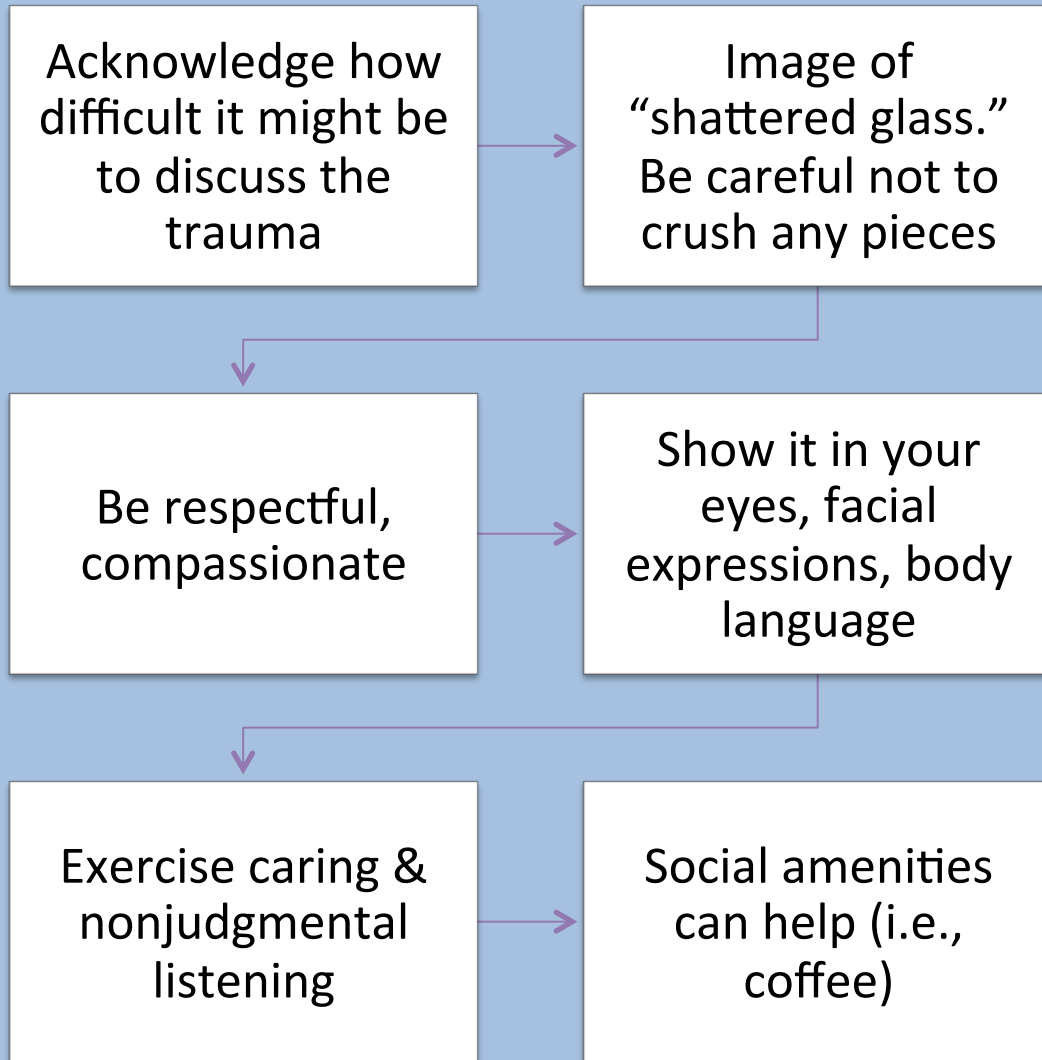 Acknowledge how
difficult it might be
to discuss the
trauma
Image of
“shattered glass.”
Be careful not to
crush any pieces
Be respectful,
compassionate
Show it in your
eyes, facial
expressions, body
language
Exercise caring &
nonjudgmental
listening
Social amenities
can help (i.e.,
coffee)